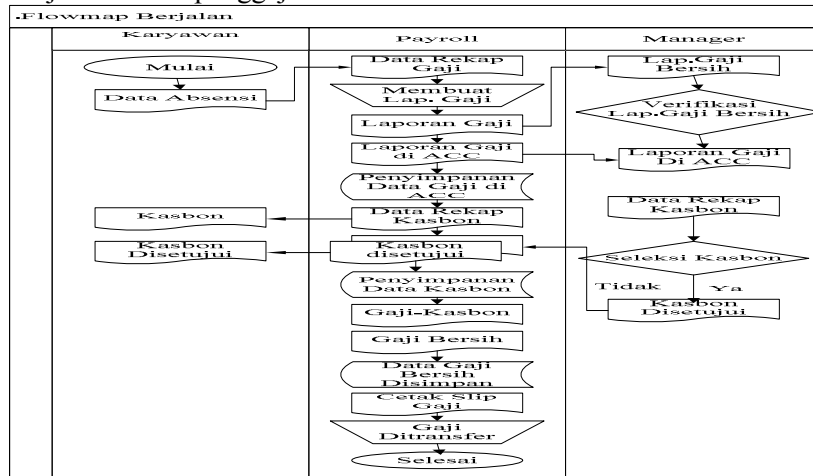 .Flowmap Berjalan
Karyawan
Payroll
Manager
Mulai
Data Absensi
Data Rekap
Gaji
Membuat
Lap. Gaji
Laporan Gaji
Laporan Gaji
di ACC
Penyimpanan
Data Gaji di
ACC
Data Rekap
Kasbon
Kasbon
Kasbon
Disetujui
Kasbon
disetujui
Penyimpanan
Data Kasbon
Gaji-Kasbon
Gaji Bersih
Data Gaji
Bersih
Disimpan
Cetak Slip
Gaji
Gaji
Ditransfer
Selesai
Lap.Gaji
Bersih
Verifikasi
Lap.Gaji Bersih
Laporan Gaji
Di ACC
Data Rekap
Kasbon
Seleksi Kasbon
Tidak
Ya
Kasbon
Disetujui